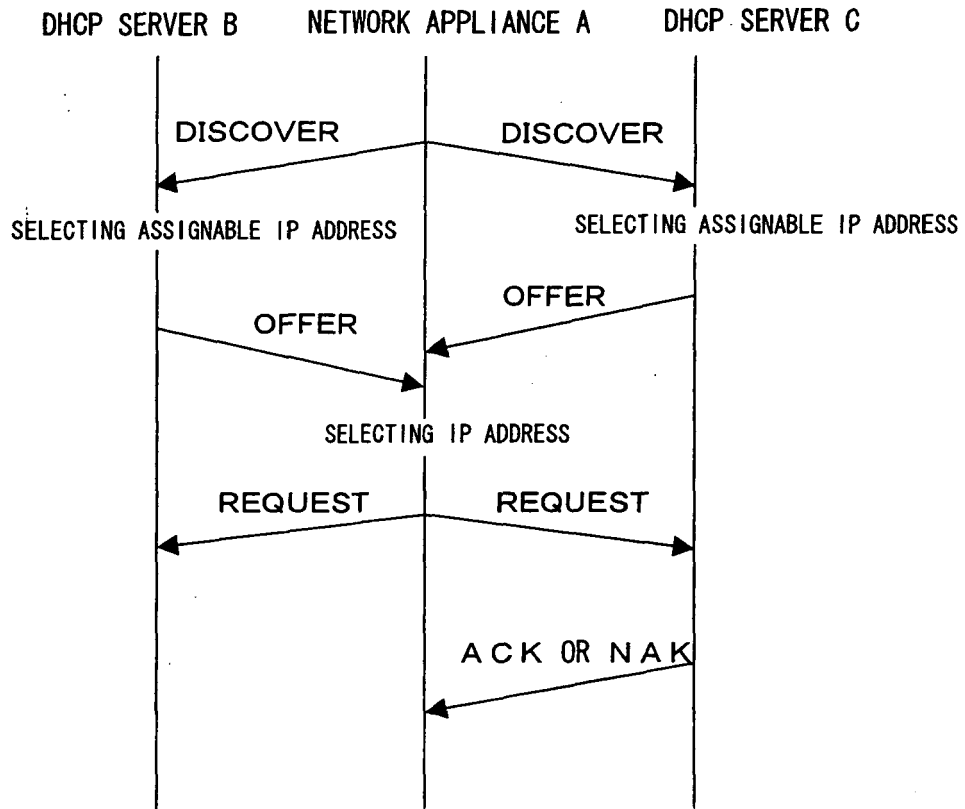 DHCP SERVER B NETWORK APPLIANCE A DHCP SERVER C
DISCOVER DISCOVER
SELECTING ASSIGNABLE IP ADDRESS SELECTING ASSIGNABLE IP ADDRESS
OFFER
OFFER
SELECTING IP ADDRESS
REQUEST REQUEST
ACK OR NAK